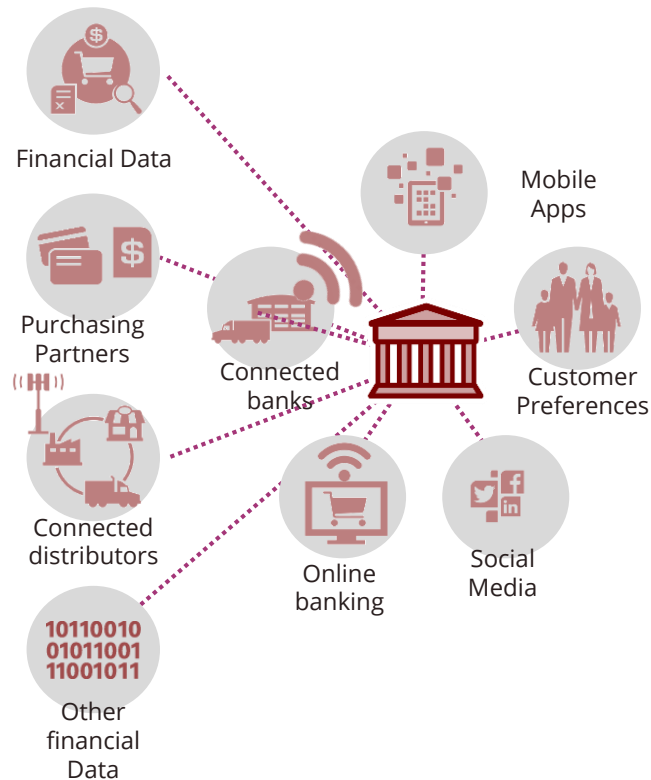 $
Financial Data
Mobile
Apps
$
Purchasing
Partners
Connected
banks
Customer
Preferences
Connected
distributors
Online
banking
f
in
Social
Media
10110010
01011001
11001011
Other
financial
Data